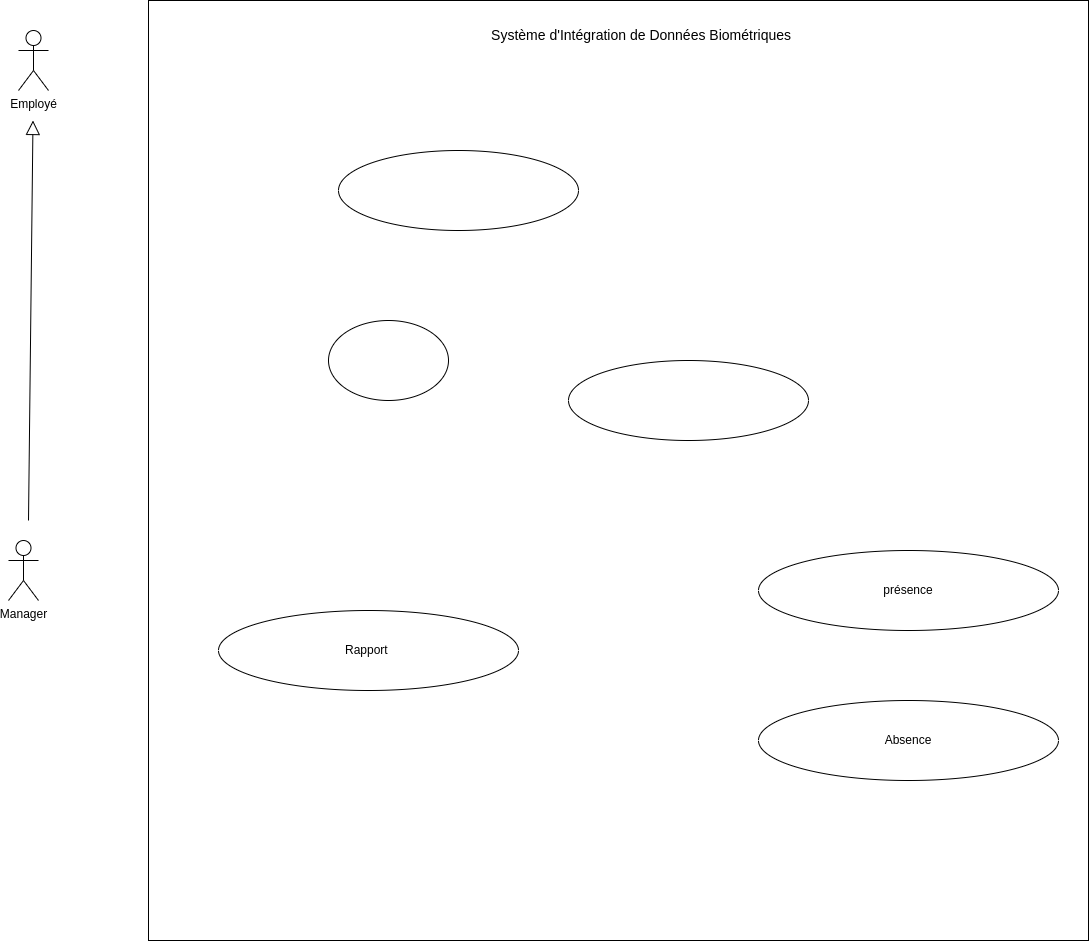 Système d'Intégration de Données Biométriques
Employé
présence
Manager
Rapport
Absence